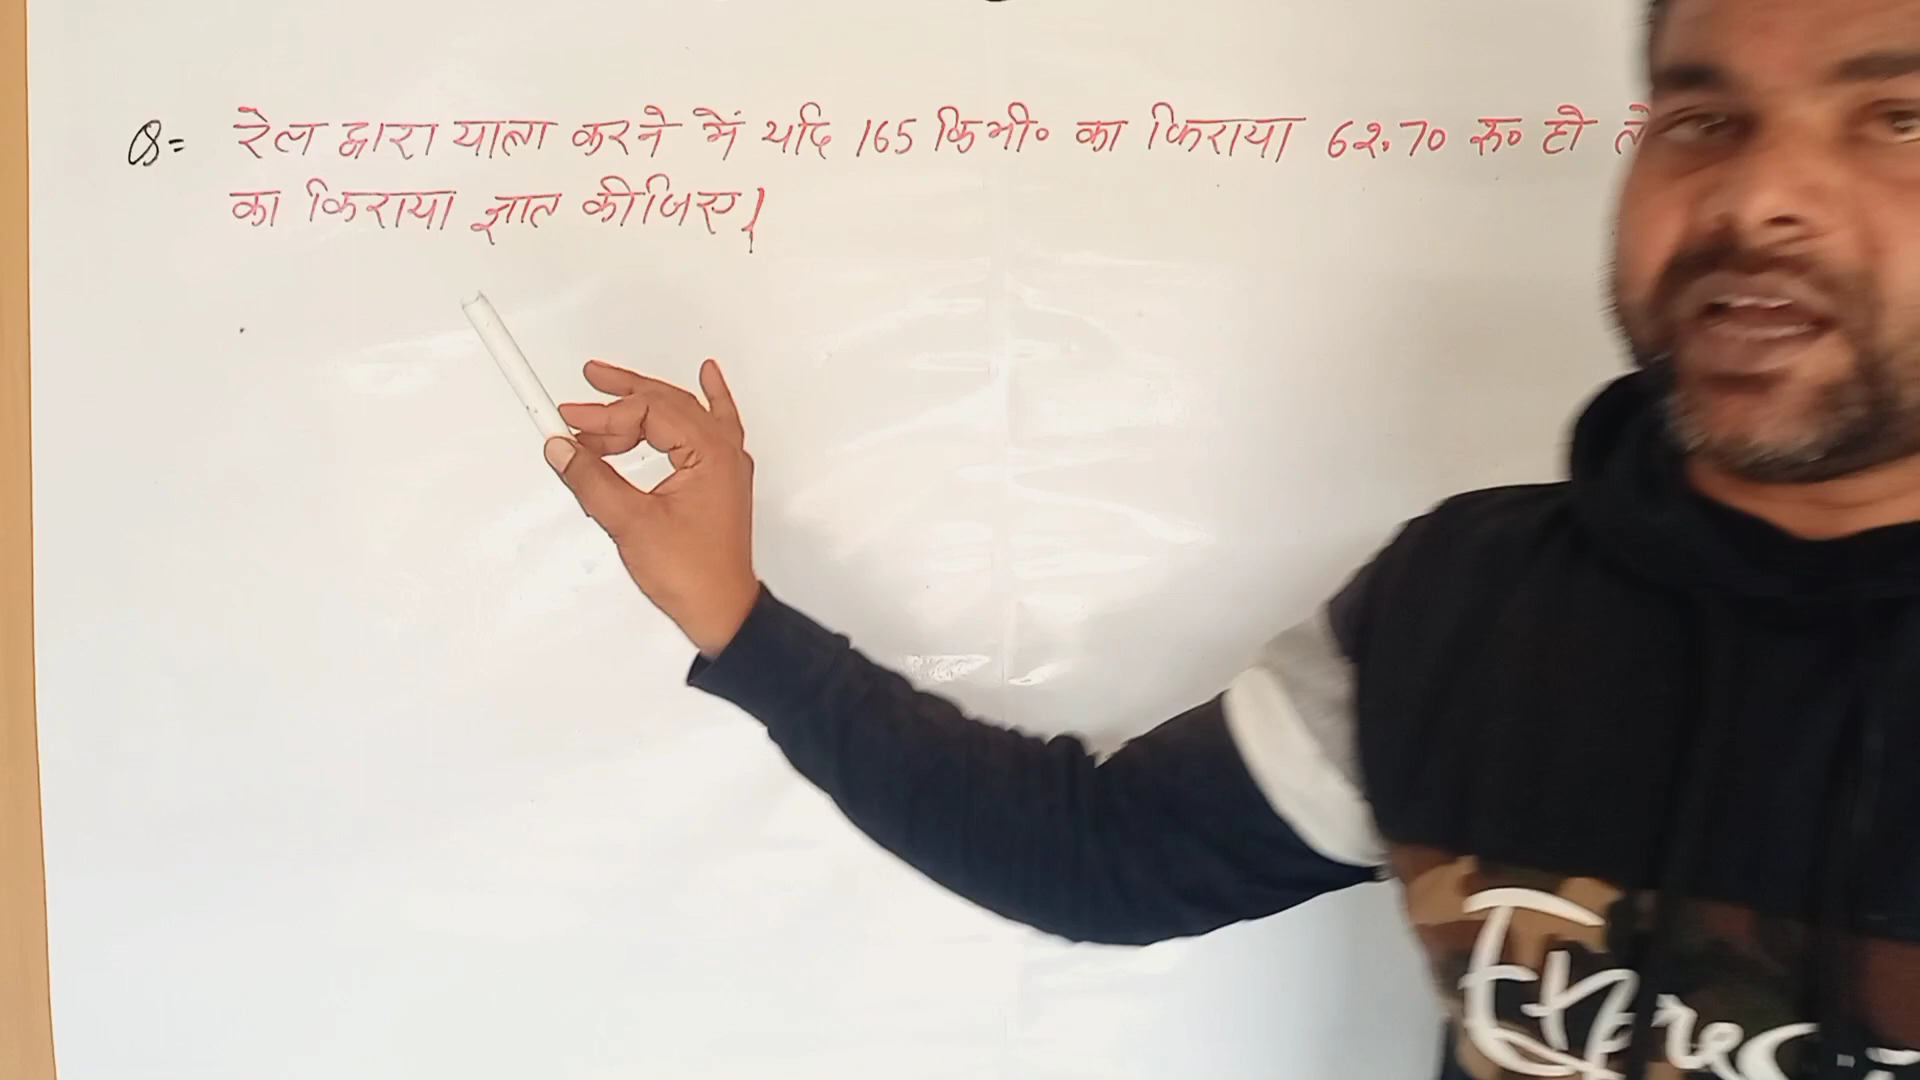 Q= रेल द्वारा यात्रा करने में यदि 165 किमी० का किराया 62.70 रू० हो
का किराया ज्ञात कीजिए।